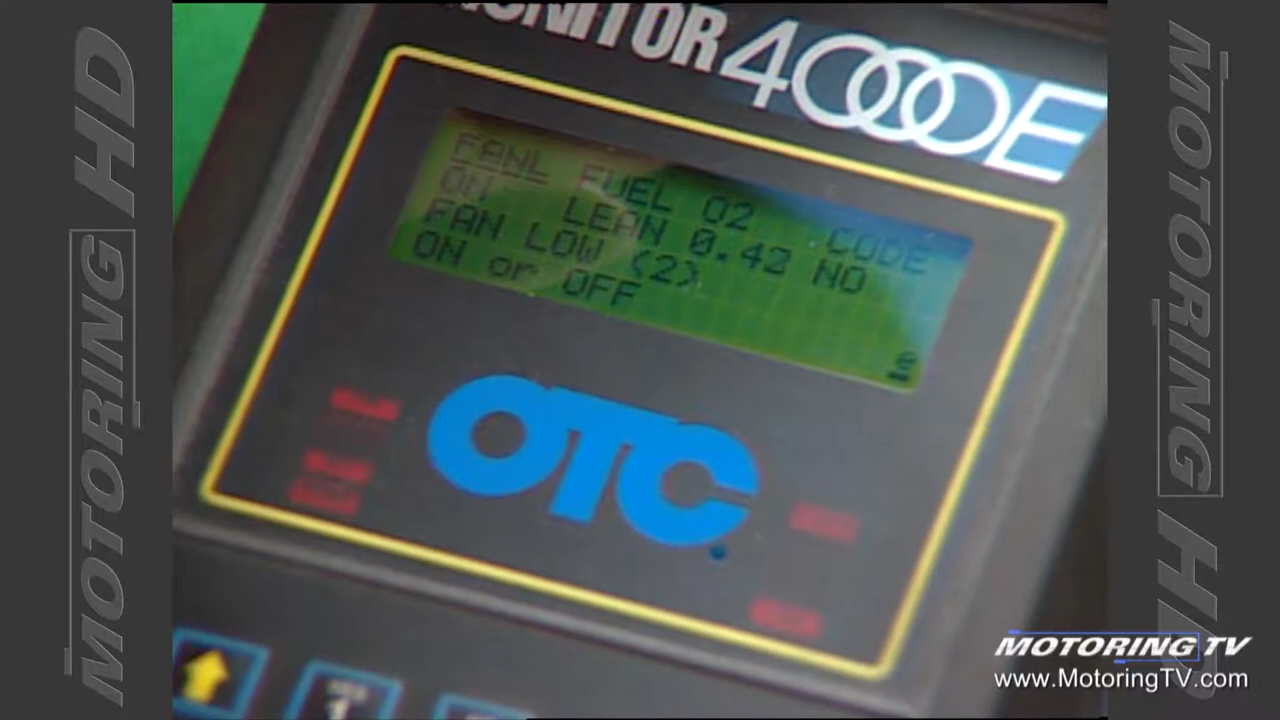 MONITOR 4000E
FANL FUEL O2 CODE
ON LEAN 0.42 NO
FAN LOW (2)
ON or OFF
OTC
MOTORING HD
MOTORING HD
MOTORING TV
www.MotoringTV.com